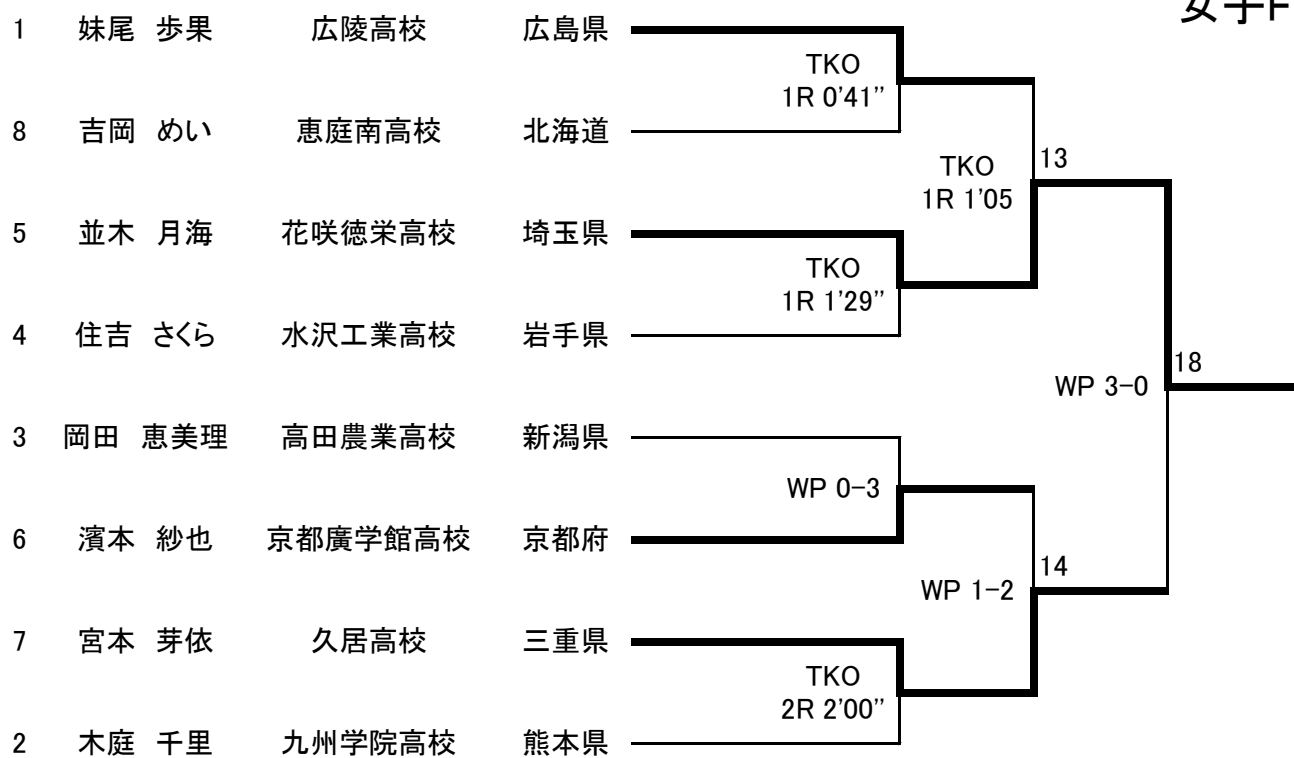 女子F
1 妹尾 歩果 広陵高校 広島県
TKO
1R 0'41”
8 吉岡 めい 恵庭南高校 北海道
TKO
1R 1'05
13
5 並木 月海 花咲徳栄高校 埼玉県
TKO
1R 1'29”
4 住吉 さくら 水沢工業高校 岩手県
WP 3-0
18
3 岡田 恵美理 高田農業高校 新潟県
WP 0-3
6 濱本 紗也 京都廣学館高校 京都府
WP 1-2
14
7 宮本 芽依 久居高校 三重県
TKO
2R 2'00”
2 木庭 千里 九州学院高校 熊本県